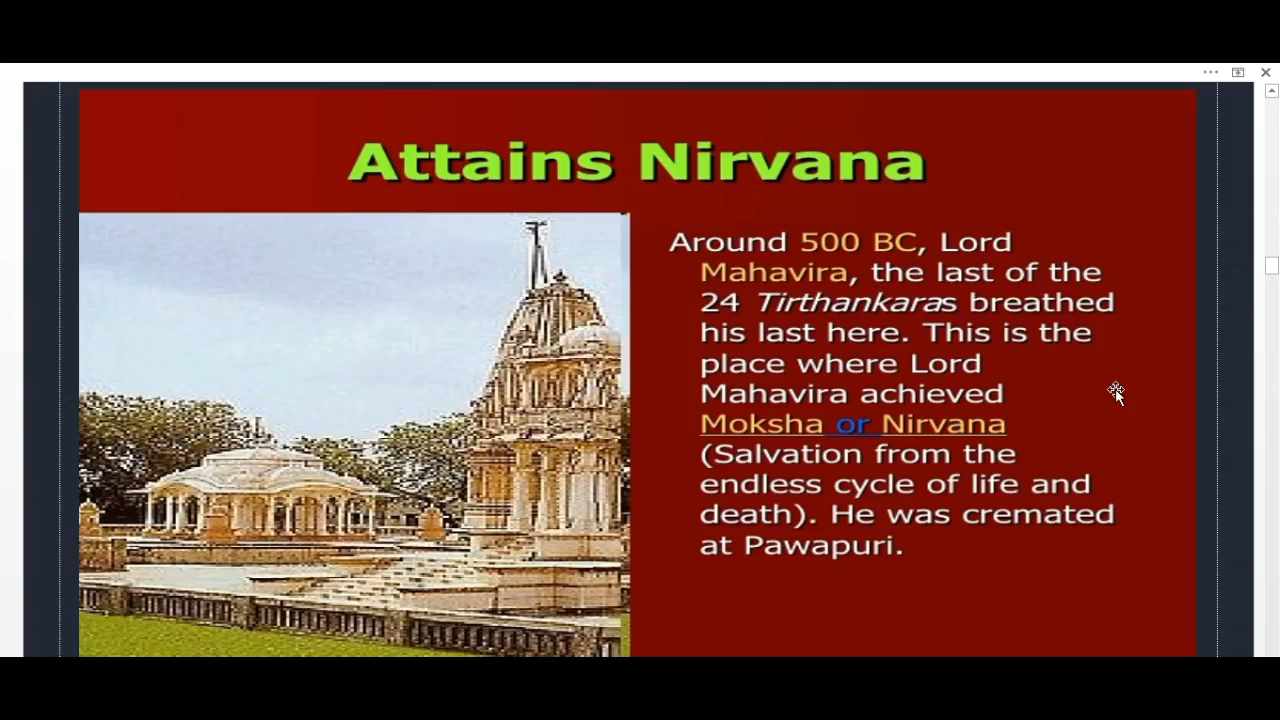 Attains Nirvana
Around 500 BC, Lord
Mahavira, the last of the
24 Tirthankaras breathed
his last here. This is the
place where Lord
Mahavira achieved
Moksha or Nirvana
(Salvation from the
endless cycle of life and
death). He was cremated
at Pawapuri.